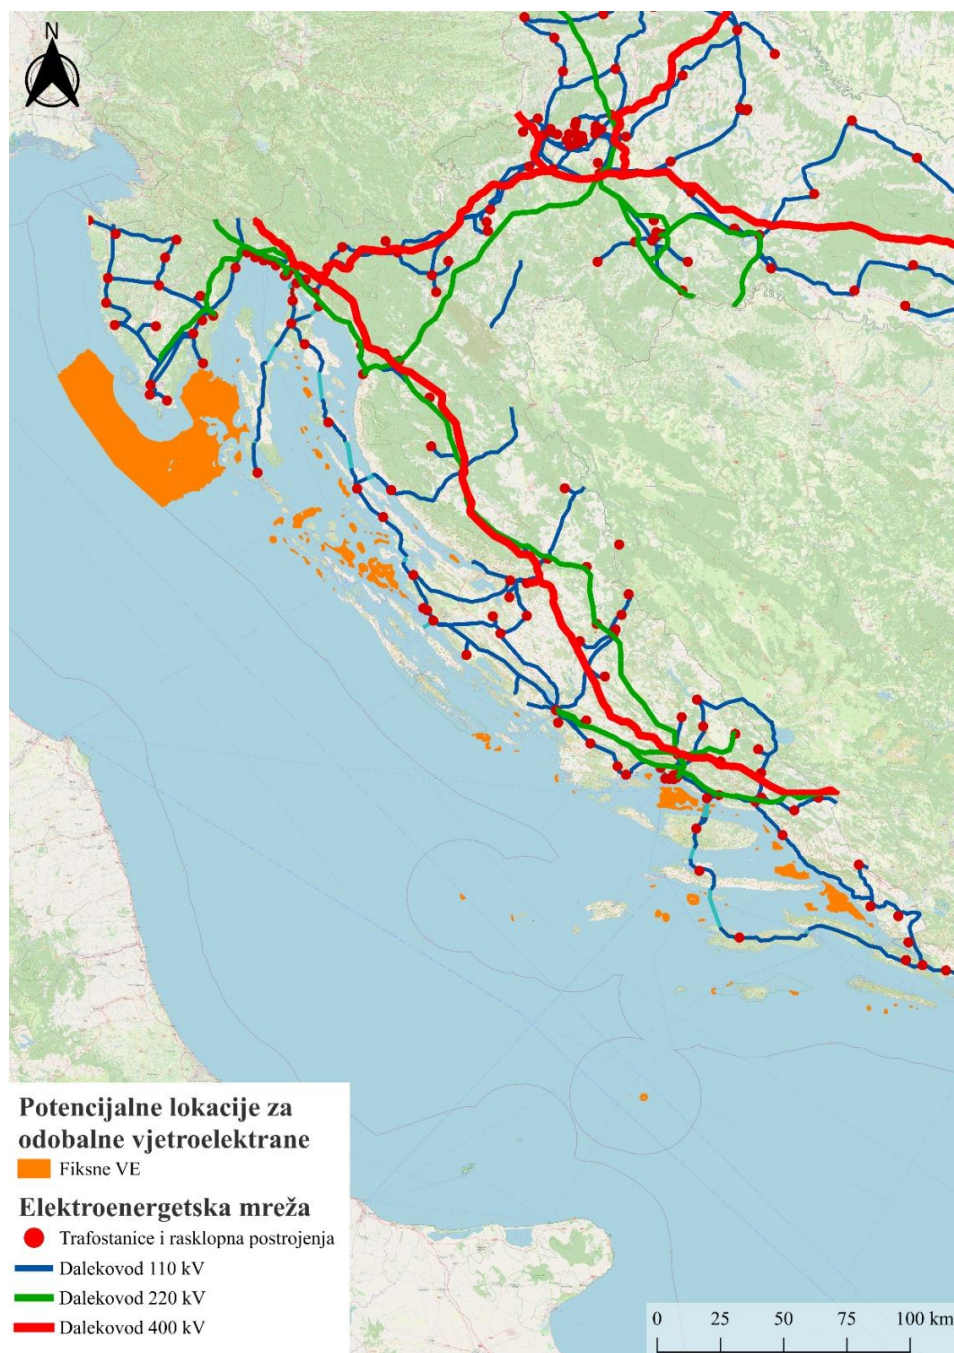 N
Potencijalne lokacije za
odobalne vjetroelektrane
Fiksne VE
Elektroenergetska mreža
Trafostanice i rasklopna postrojenja
Dalekovod 110 kV
Dalekovod 220 kV
Dalekovod 400 kV
0 25 50 75 100 km